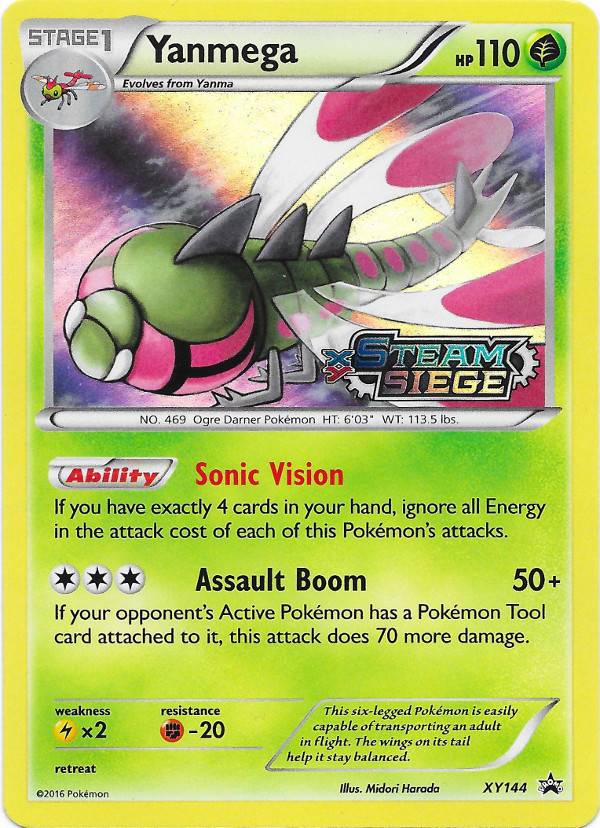 STAGE1
Yanmega
HP110
Evolves from Yanma
XY
STEAM
SIEGE
NO. 469 Ogre Darner Pokémon HT: 6'03" WT: 113.5 lbs.
Ability
Sonic Vision
If you have exactly 4 cards in your hand, ignore all Energy
in the attack cost of each of this Pokémon's attacks.
Assault Boom 50+
If your opponent's Active Pokémon has a Pokémon Tool
card attached to it, this attack does 70 more damage.
weakness
×2
resistance
-20
retreat
This six-legged Pokémon is easily
capable of transporting an adult
in flight. The wings on its tail
help it stay balanced.
©2016 Pokémon
Illus. Midori Harada
XY144
PROMO